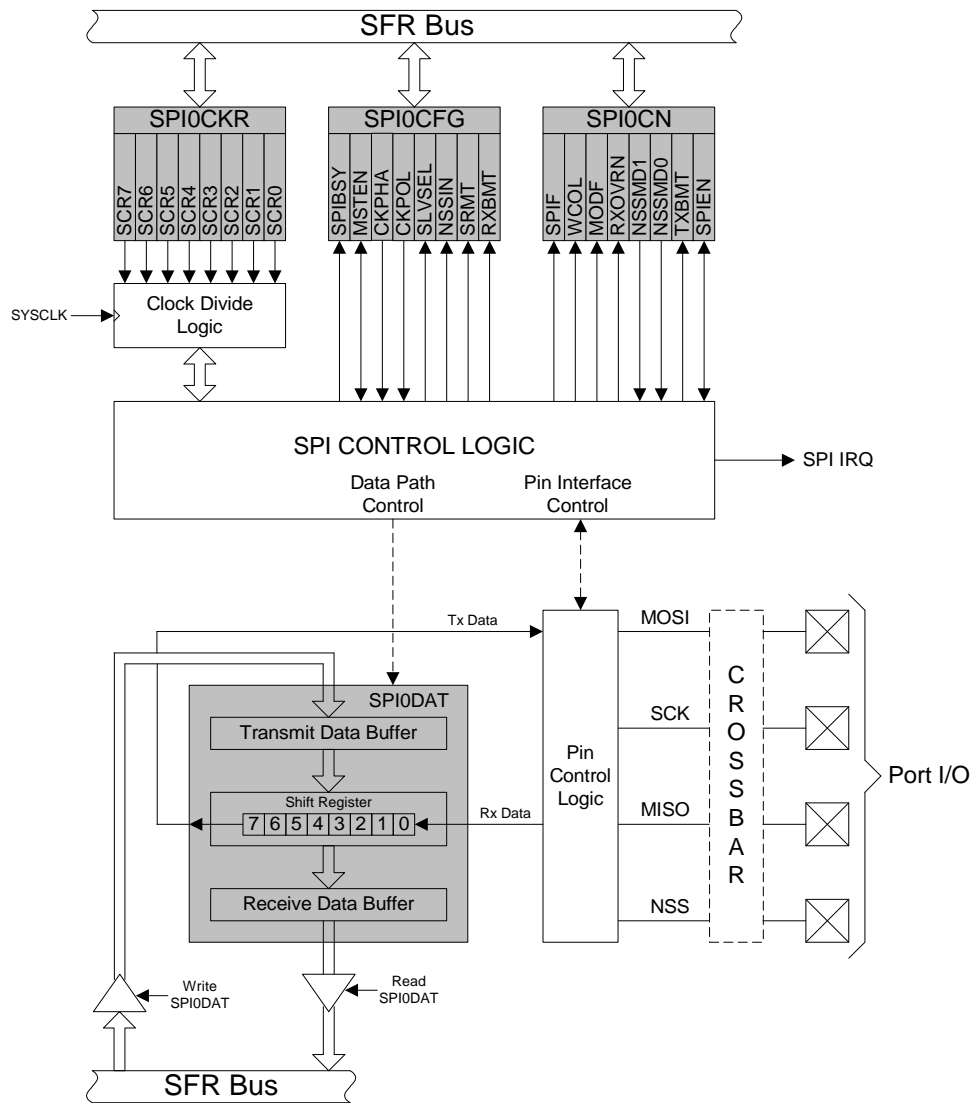 SFR Bus
SPI0CKR
SPI0CFG
SPI0CN
SCR7
SCR6
SCR5
SCR4
SCR3
SCR2
SCR1
SCR0
SPIBSY
MSTEN
CKPHA
CKPOL
SLVSEL
NSSIN
SRMT
RXBMT
SPIF
WCOL
MODF
RXOVRN
NSSMD1
NSSMD0
TXBMT
SPIEN
SYSCLK
Clock Divide
Logic
SPI CONTROL LOGIC
SPI IRQ
Data Path
Control
Pin Interface
Control
Tx Data
SPI0DAT
Transmit Data Buffer
Shift Register
7 6 5 4 3 2 1 0
Rx Data
Receive Data Buffer
Pin
Control
Logic
MOSI
SCK
MISO
NSS
CROSSBAR
Port I/O
Write
SPI0DAT
Read
SPI0DAT
SFR Bus